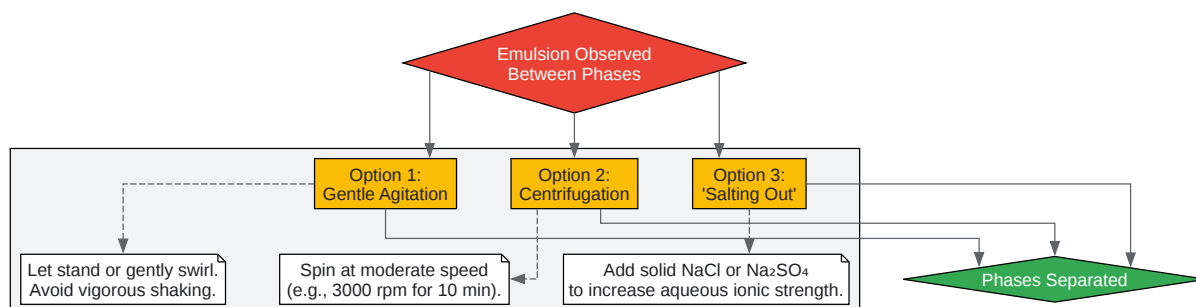 Emulsion Observed
Between Phases
Option 1:
Gentle Agitation
Option 2:
Centrifugation
Option 3:
'Salting Out'
Let stand or gently swirl.
Avoid vigorous shaking.
Spin at moderate speed
(e.g., 3000 rpm for 10 min).
Add solid NaCl or Na₂SO₄
to increase aqueous ionic strength.
Phases Separated